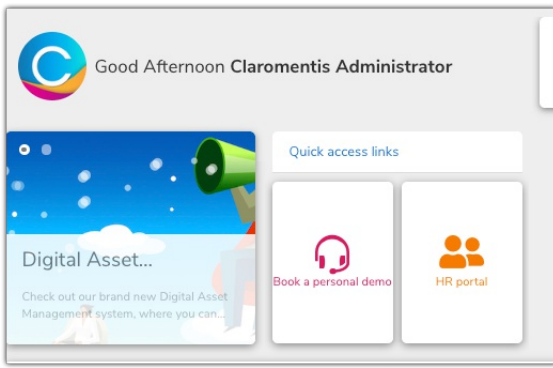 Good Afternoon Claromentis Administrator
Quick access links
Digital Asset...
Check out our brand new Digital Asset
Management system, where you can...
Book a personal demo
HR portal